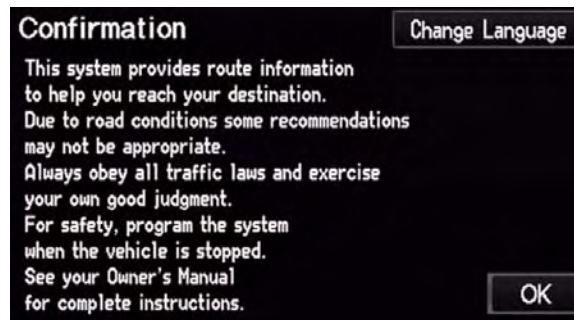 Confirmation
Change Language
This system provides route information
to help you reach your destination.
Due to road conditions some recommendations
may not be appropriate.
Always obey all traffic laws and exercise
your own good judgment.
For safety, program the system
when the vehicle is stopped.
See your Owner's Manual
for complete instructions.
OK